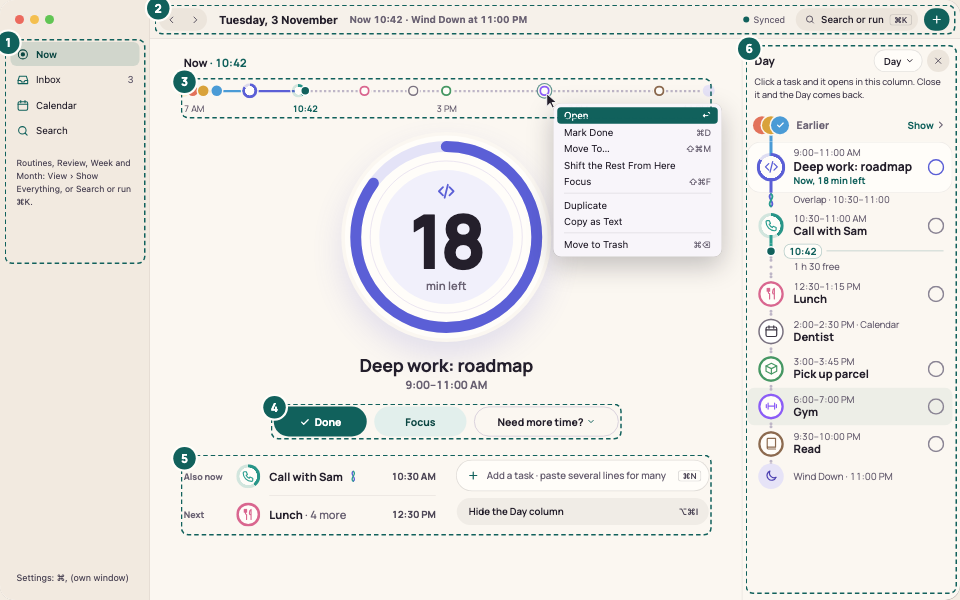 1
Now
Inbox
3
Calendar
Search
Routines, Review, Week and
Month: View › Show
Everything, or Search or run
⌘K.
Settings: ⌘, (own window)
2
Tuesday, 3 November
Now 10:42 · Wind Down at 11:00 PM
Synced
Search or run ⌘K
Now · 10:42
3
7 AM
10:42
3 PM
Open
Mark Done ⌘D
Move To... ⇧⌘M
Shift the Rest From Here
Focus ⇧⌘F
Duplicate
Copy as Text
Move to Trash ⌘⌫
18
min left
Deep work: roadmap
9:00–11:00 AM
4
Done
Focus
Need more time?
5
Also now
Call with Sam
10:30 AM
Next
Lunch · 4 more
12:30 PM
Add a task · paste several lines for many ⌘N
Hide the Day column ⌥⌘I
6
Day
Day
Click a task and it opens in this column. Close
it and the Day comes back.
Earlier
Show
9:00–11:00 AM
Deep work: roadmap
Now, 18 min left
Overlap · 10:30–11:00
10:30–11:00 AM
Call with Sam
10:42
1 h 30 free
12:30–1:15 PM
Lunch
2:00–2:30 PM · Calendar
Dentist
3:00–3:45 PM
Pick up parcel
6:00–7:00 PM
Gym
9:30–10:00 PM
Read
Wind Down · 11:00 PM